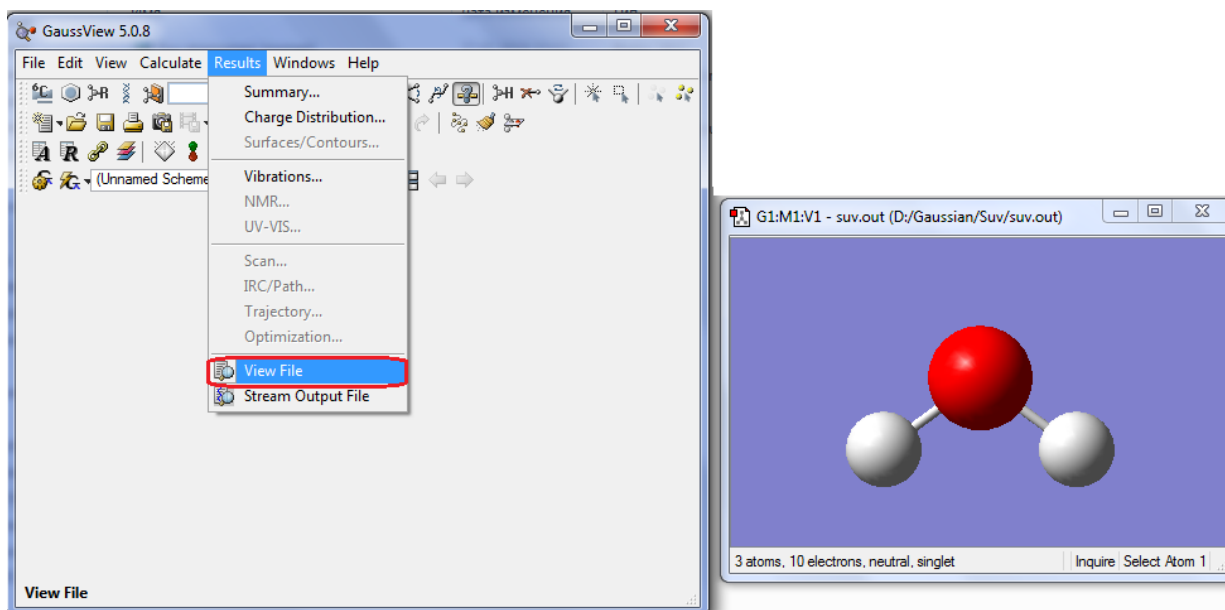 GaussView 5.0.8
File Edit View Calculate Results Windows Help
Summary...
Charge Distribution...
Surfaces/Contours...
(Unnamed Scheme
Vibrations...
NMR...
UV-VIS...
Scan...
IRC/Path...
Trajectory...
Optimization...
View File
Stream Output File
View File
G1:M1:V1 - suv.out (D:/Gaussian/Suv/suv.out)
3 atoms, 10 electrons, neutral, singlet
Inquire Select Atom 1